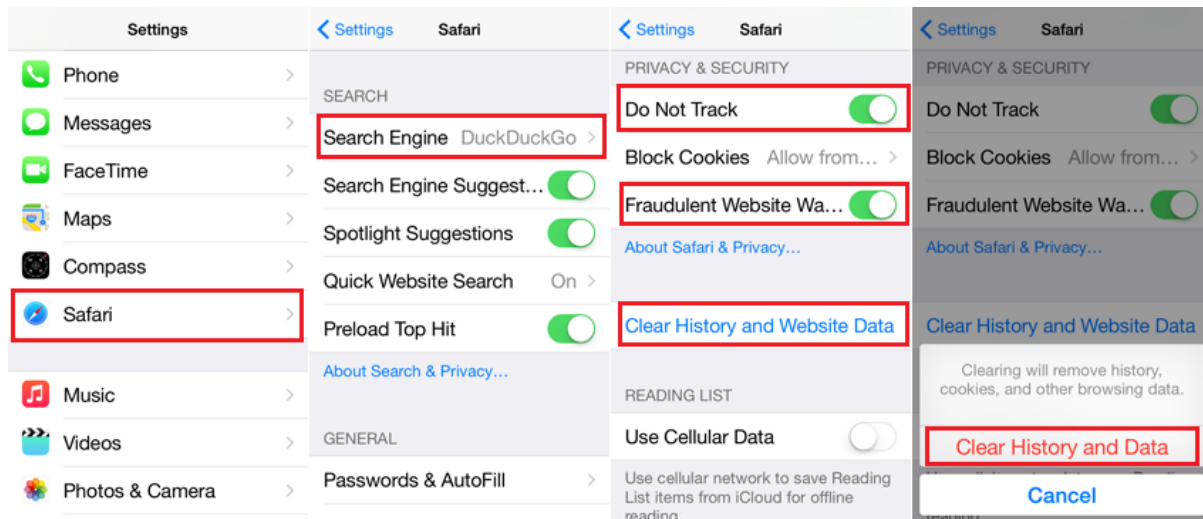 Settings
Phone
Messages
FaceTime
Maps
Compass
Safari
Music
Videos
Photos & Camera
Settings
Safari
SEARCH
Search Engine DuckDuckGo
Search Engine Suggest...
Spotlight Suggestions
Quick Website Search On
Preload Top Hit
About Search & Privacy...
GENERAL
Passwords & AutoFill
Settings
Safari
PRIVACY & SECURITY
Do Not Track
Block Cookies Allow from...
Fraudulent Website Wa...
About Safari & Privacy...
Clear History and Website Data
READING LIST
Use Cellular Data
Use cellular network to save Reading
List items from iCloud for offline
reading
Settings
Safari
PRIVACY & SECURITY
Do Not Track
Block Cookies Allow from...
Fraudulent Website Wa...
About Safari & Privacy...
Clear History and Website Data
Clearing will remove history,
cookies, and other browsing data.
Clear History and Data
Cancel